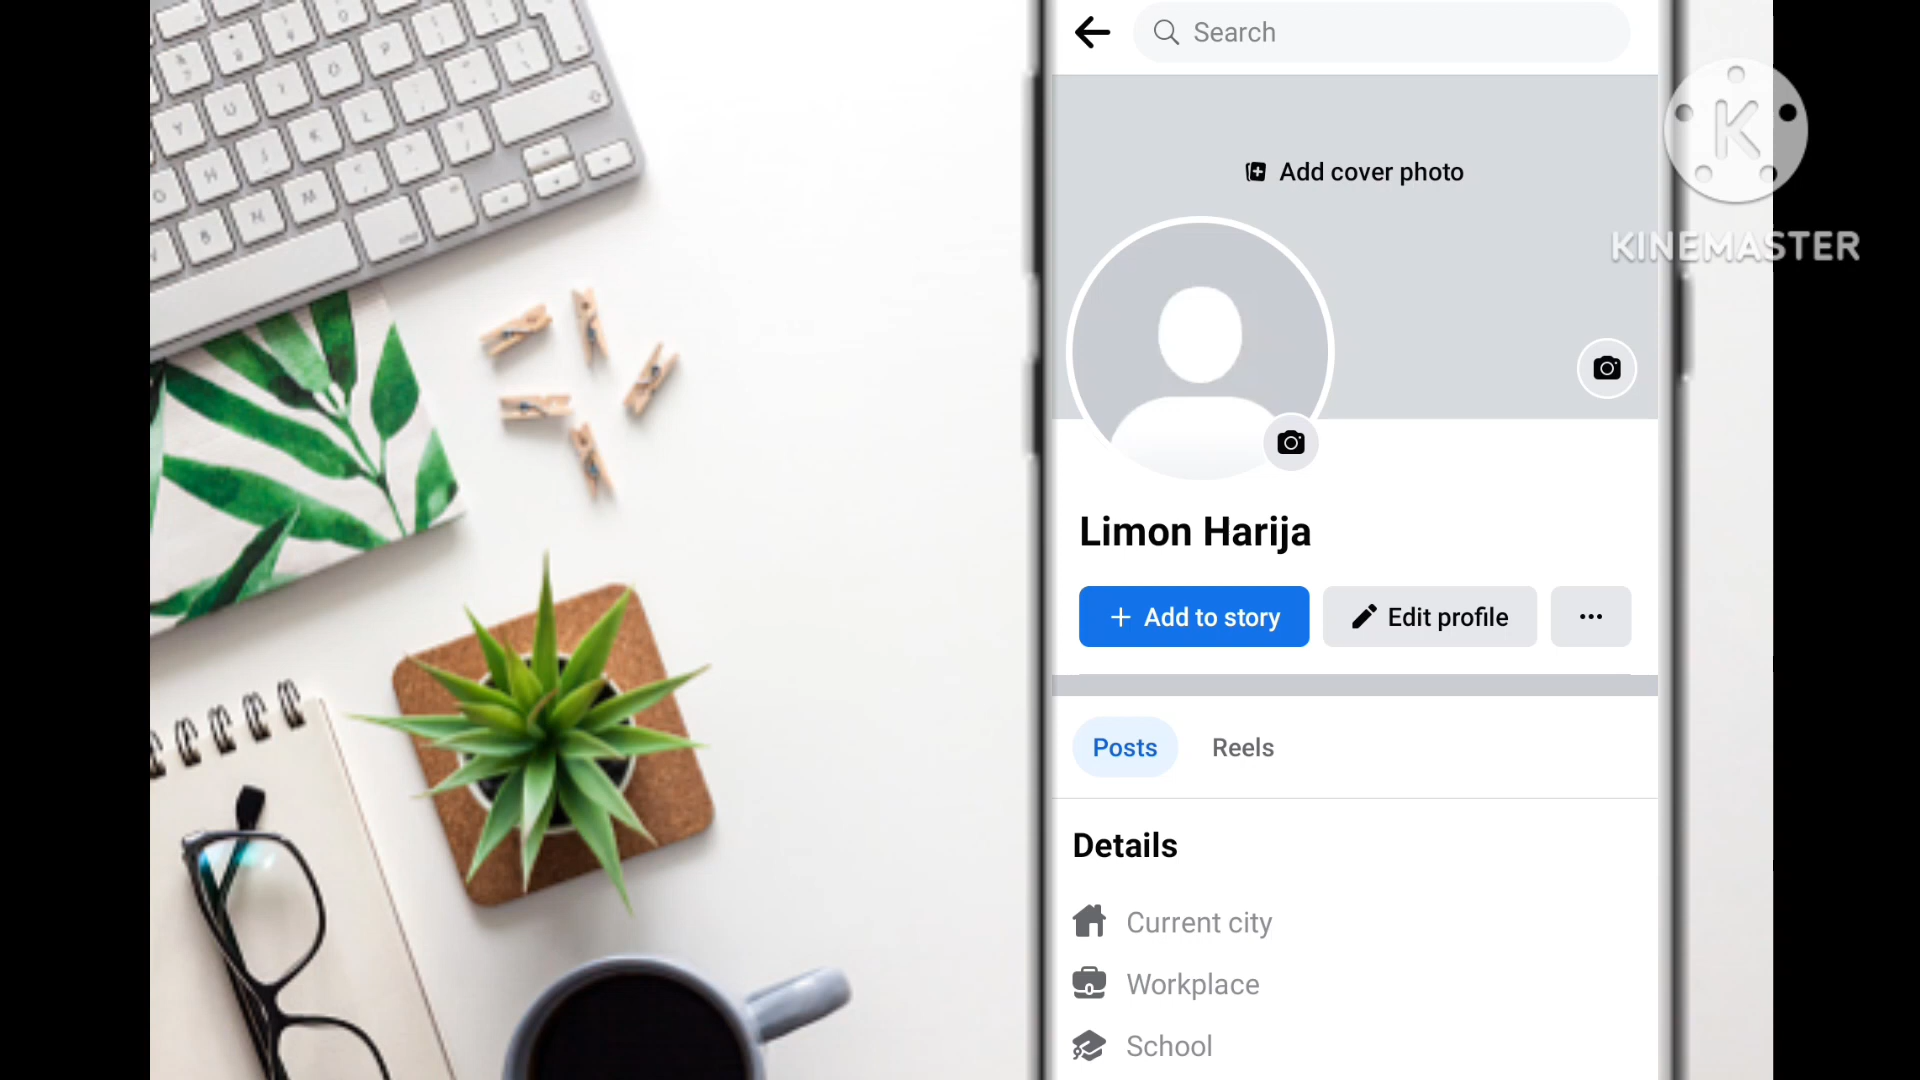 Search
Add cover photo
K
KINEMASTER
Limon Harija
+ Add to story
Edit profile
Posts
Reels
Details
Current city
Workplace
School